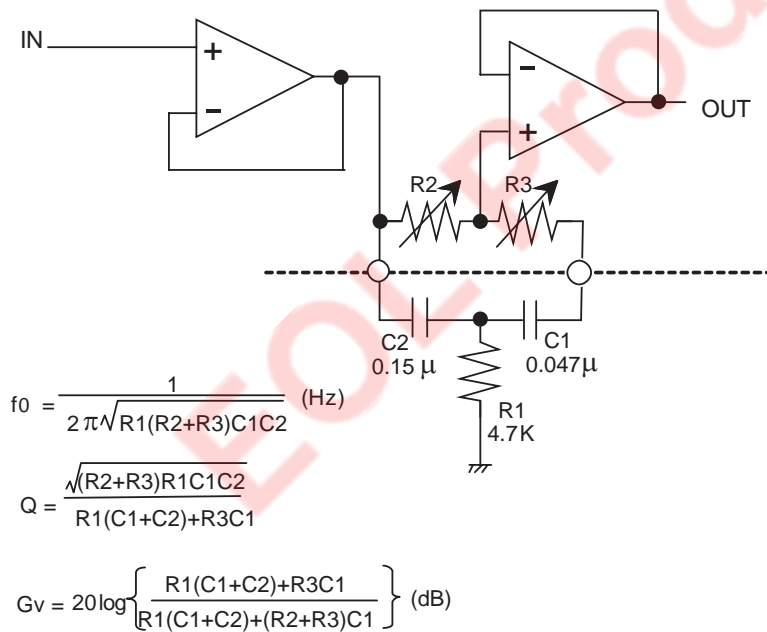 EOL Prod
IN
+
−
−
+
OUT
R2 R3
C2 C1
0.15 μ 0.047μ
R1
4.7K
f0 = 1 / 2π√R1(R2+R3)C1C2 (Hz)
Q = √(R2+R3)R1C1C2 / R1(C1+C2)+R3C1
Gv = 20log{ R1(C1+C2)+R3C1 / R1(C1+C2)+(R2+R3)C1 } (dB)